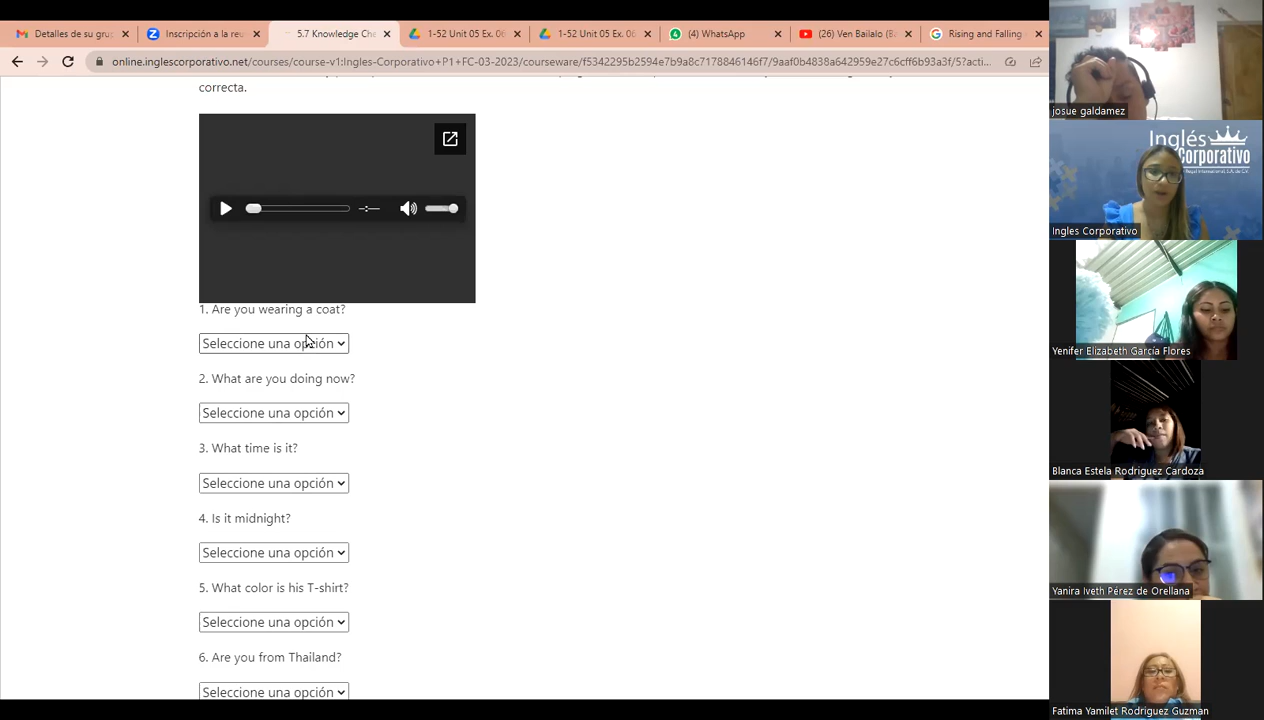 Detalles de su gru
Inscripción a la reu
5.7 Knowledge Che
1-52 Unit 05 Ex. 06
1-52 Unit 05 Ex. 06
(4) WhatsApp
(26) Ven Bailalo (Ba
Rising and Falling
online.inglescorporativo.net/courses/course-v1:Ingles-Corporativo+P1+FC-03-2023/courseware/f5342295b2594e7b9a8c7178846146f7/9aaf0b4838a642959e27c6cff6b93a3f/5?acti...
correcta.
-:--
1. Are you wearing a coat?
Seleccione una opción
2. What are you doing now?
Seleccione una opción
3. What time is it?
Seleccione una opción
4. Is it midnight?
Seleccione una opción
5. What color is his T-shirt?
Seleccione una opción
6. Are you from Thailand?
Seleccione una opción
josue galdamez
Inglés
Corporativo
Ingles Corporativo
Yenifer Elizabeth García Flores
Blanca Estela Rodriguez Cardoza
Yanira Iveth Pérez de Orellana
Fatima Yamilet Rodriguez Guzman